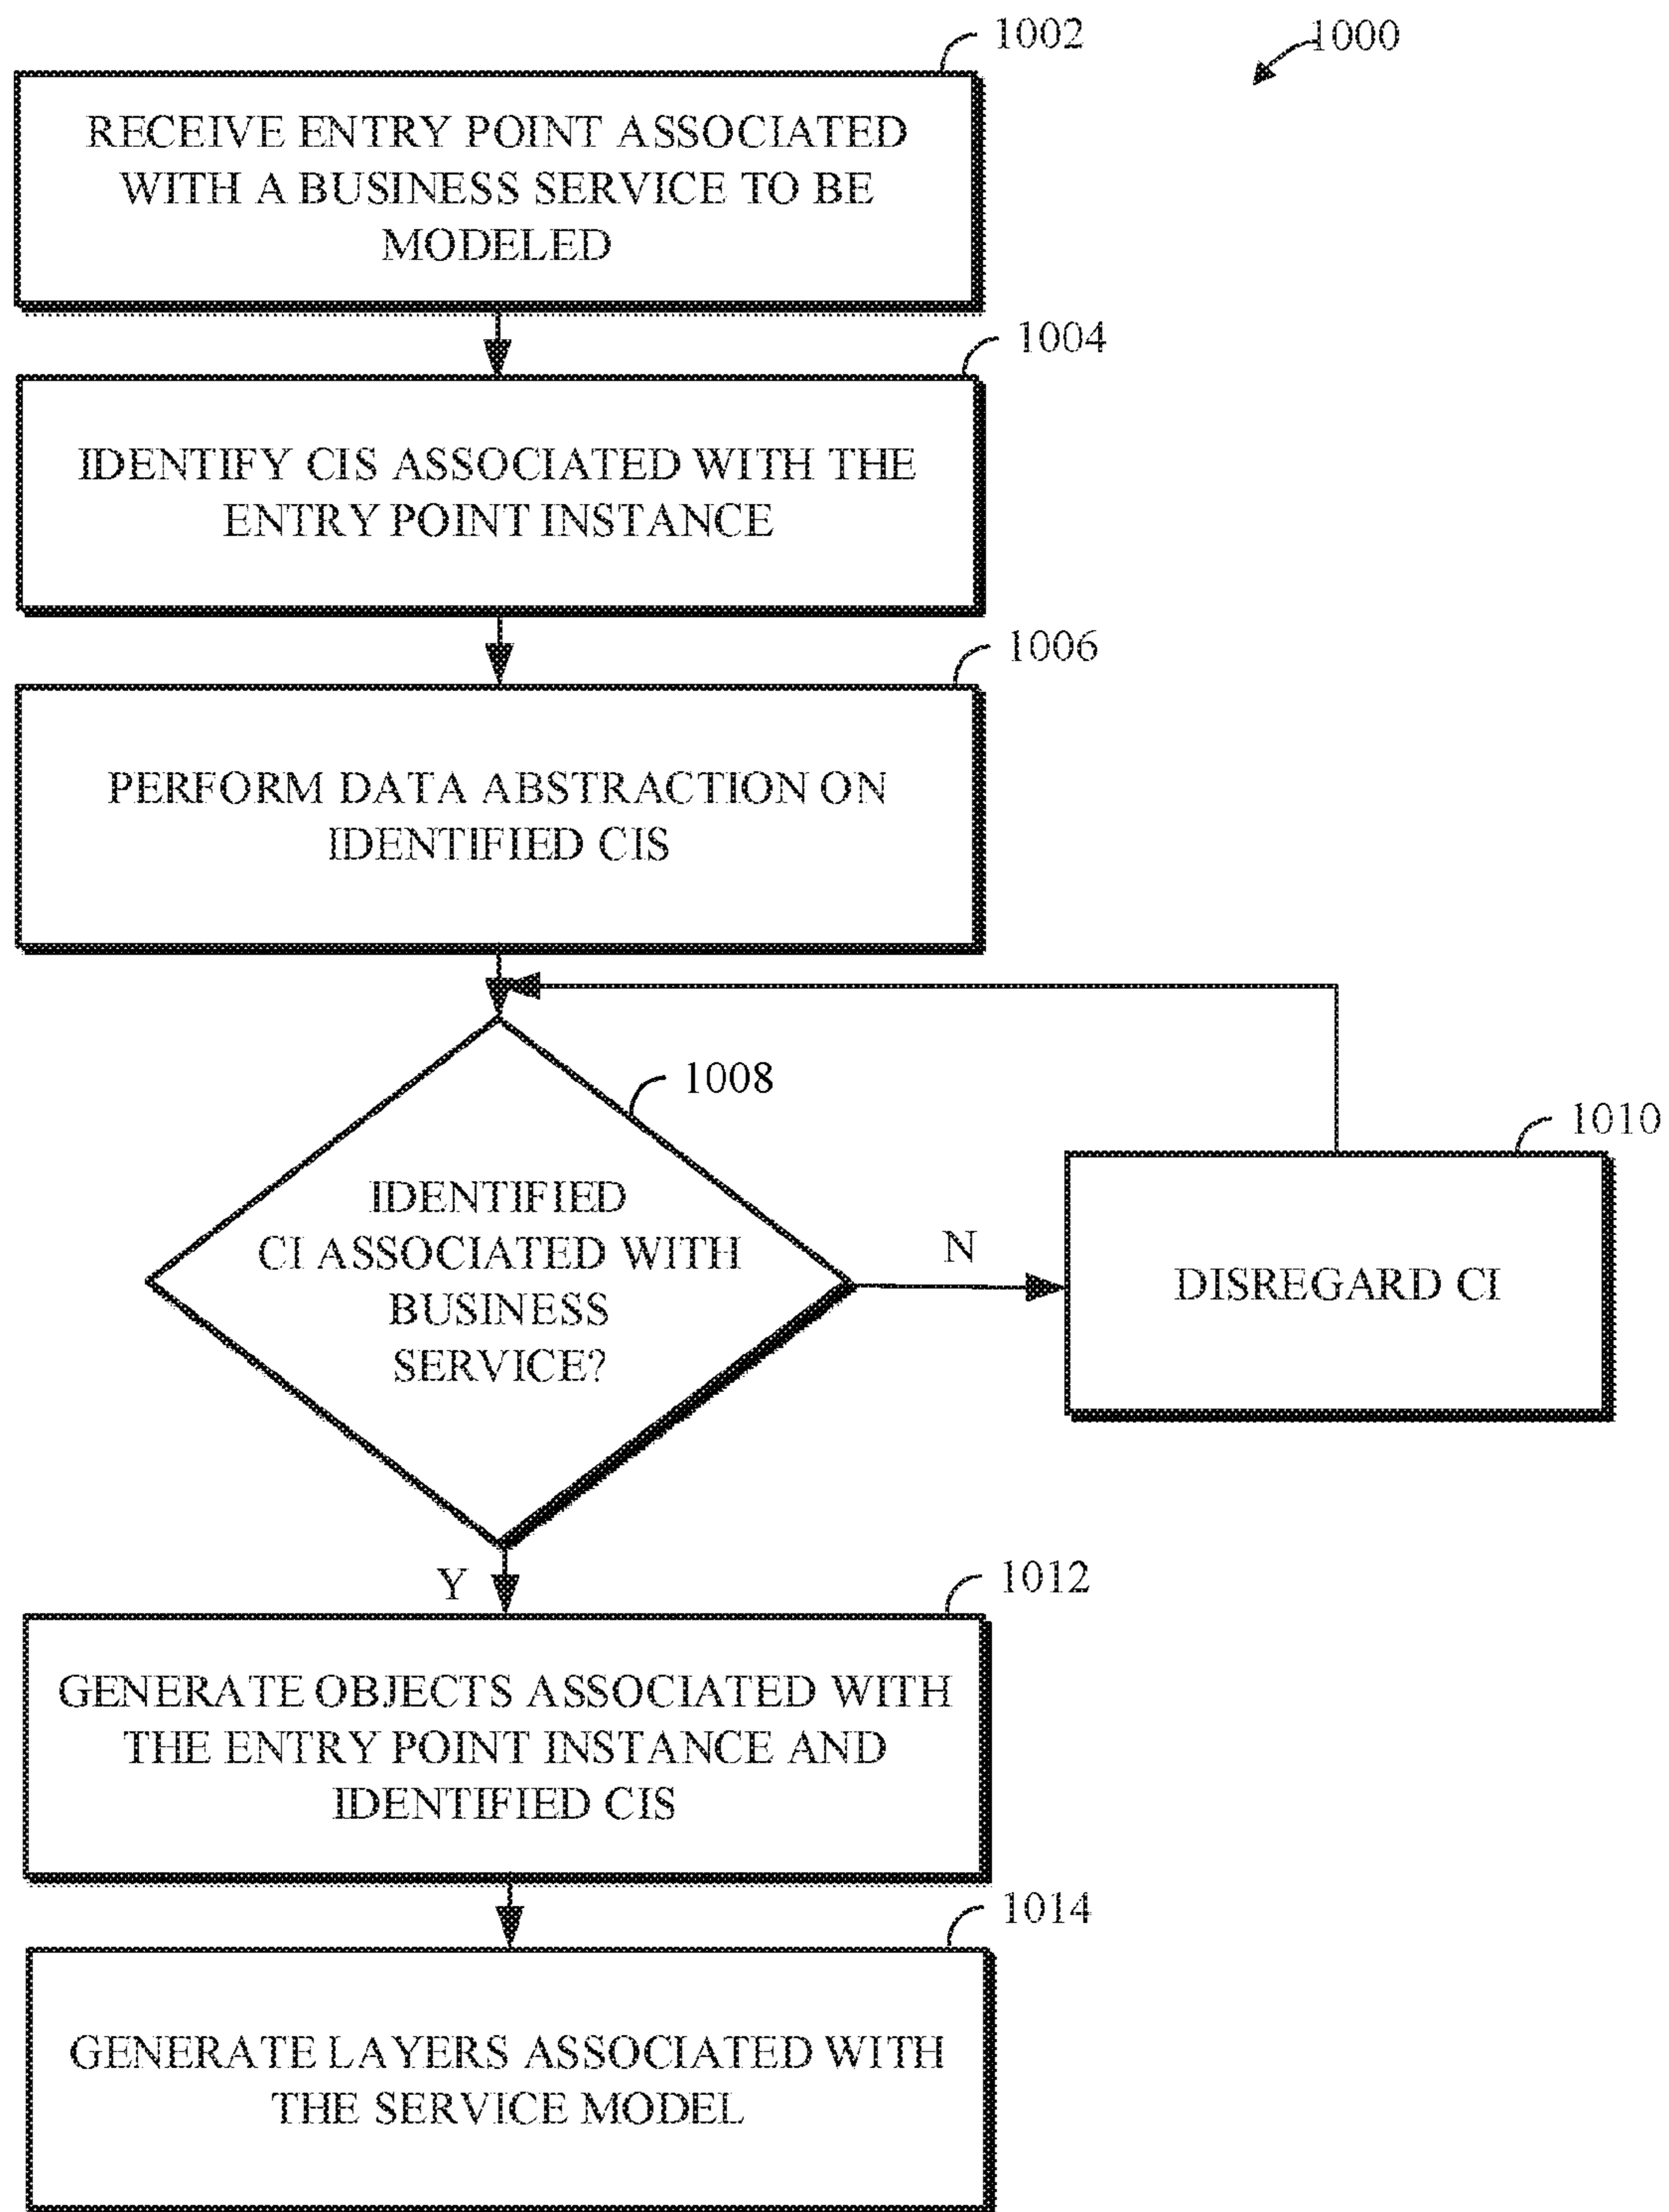 1002
1000
RECEIVE ENTRY POINT ASSOCIATED
WITH A BUSINESS SERVICE TO BE
MODELED
1004
IDENTIFY CIS ASSOCIATED WITH THE
ENTRY POINT INSTANCE
1006
PERFORM DATA ABSTRACTION ON
IDENTIFIED CIS
1008
IDENTIFIED
CI ASSOCIATED WITH
BUSINESS
SERVICE?
N
1010
DISREGARD CI
Y
1012
GENERATE OBJECTS ASSOCIATED WITH
THE ENTRY POINT INSTANCE AND
IDENTIFIED CIS
1014
GENERATE LAYERS ASSOCIATED WITH
THE SERVICE MODEL